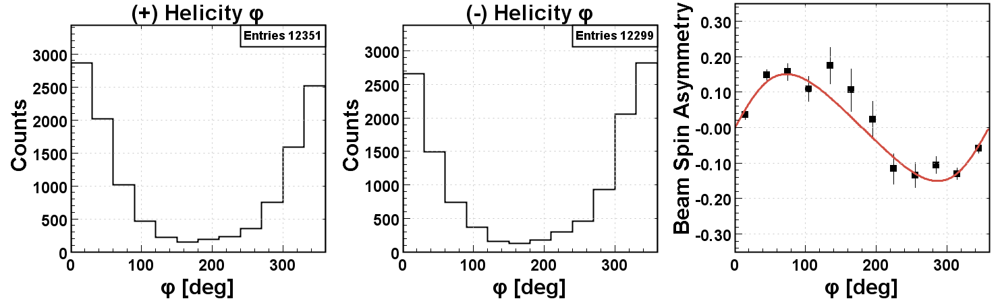 (+) Helicity φ
Entries 12351
3000
2500
2000
1500
1000
500
0
Counts
0 100 200 300
φ [deg]
(-) Helicity φ
Entries 12299
3000
2500
2000
1500
1000
500
0
Counts
0 100 200 300
φ [deg]
0.30
0.20
0.10
-0.00
-0.10
-0.20
-0.30
Beam Spin Asymmetry
0 100 200 300
φ [deg]